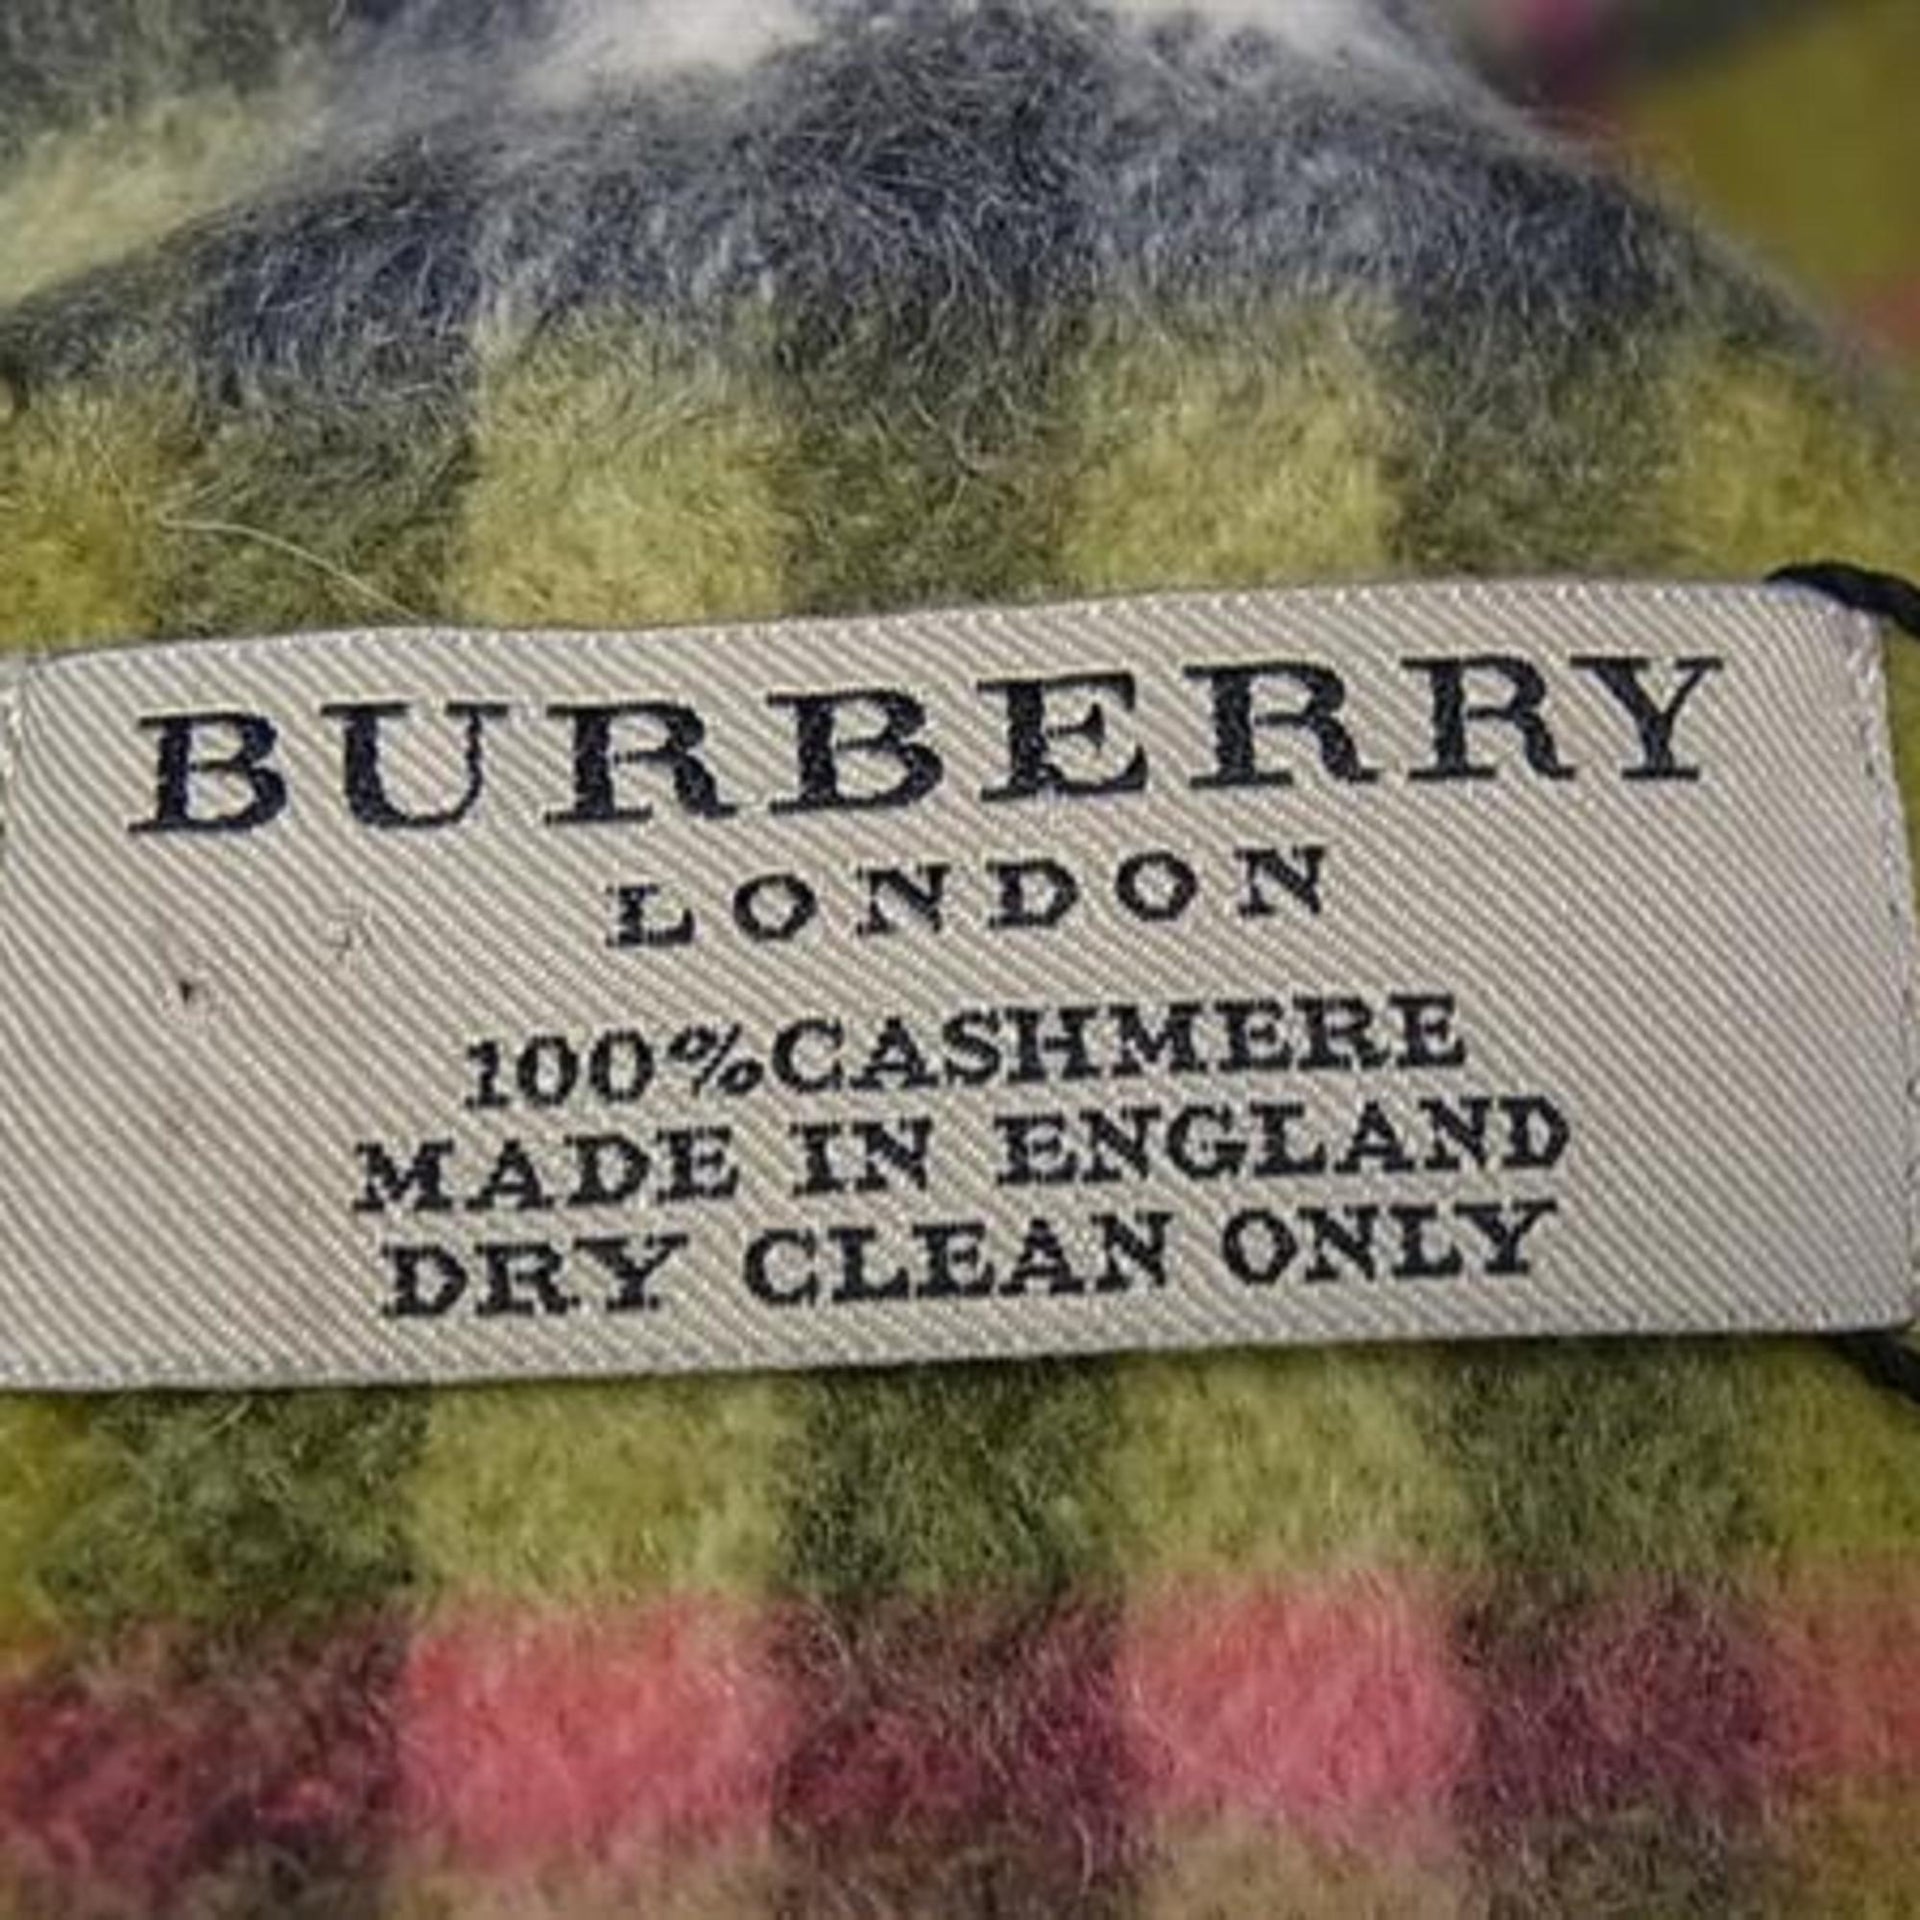 BURBERRY
LONDON
100%CASHMERE
MADE IN ENGLAND
DRY CLEAN ONLY